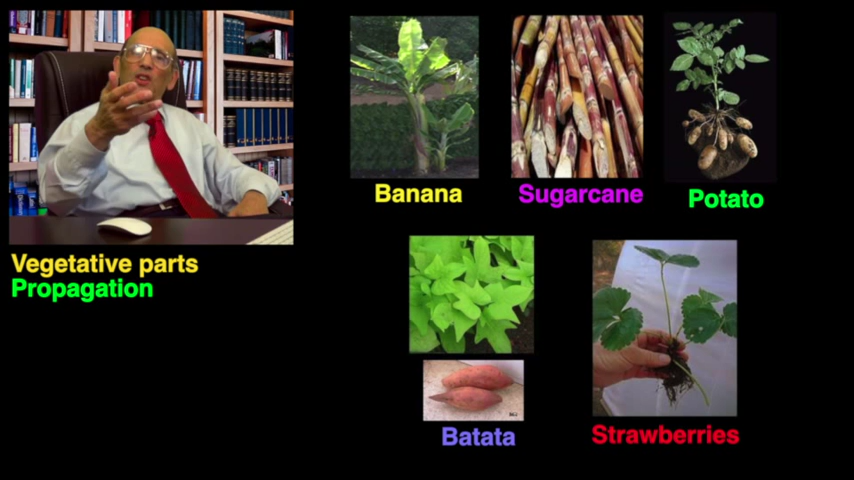 Banana
Sugarcane
Potato
Vegetative parts
Propagation
Batata
Strawberries